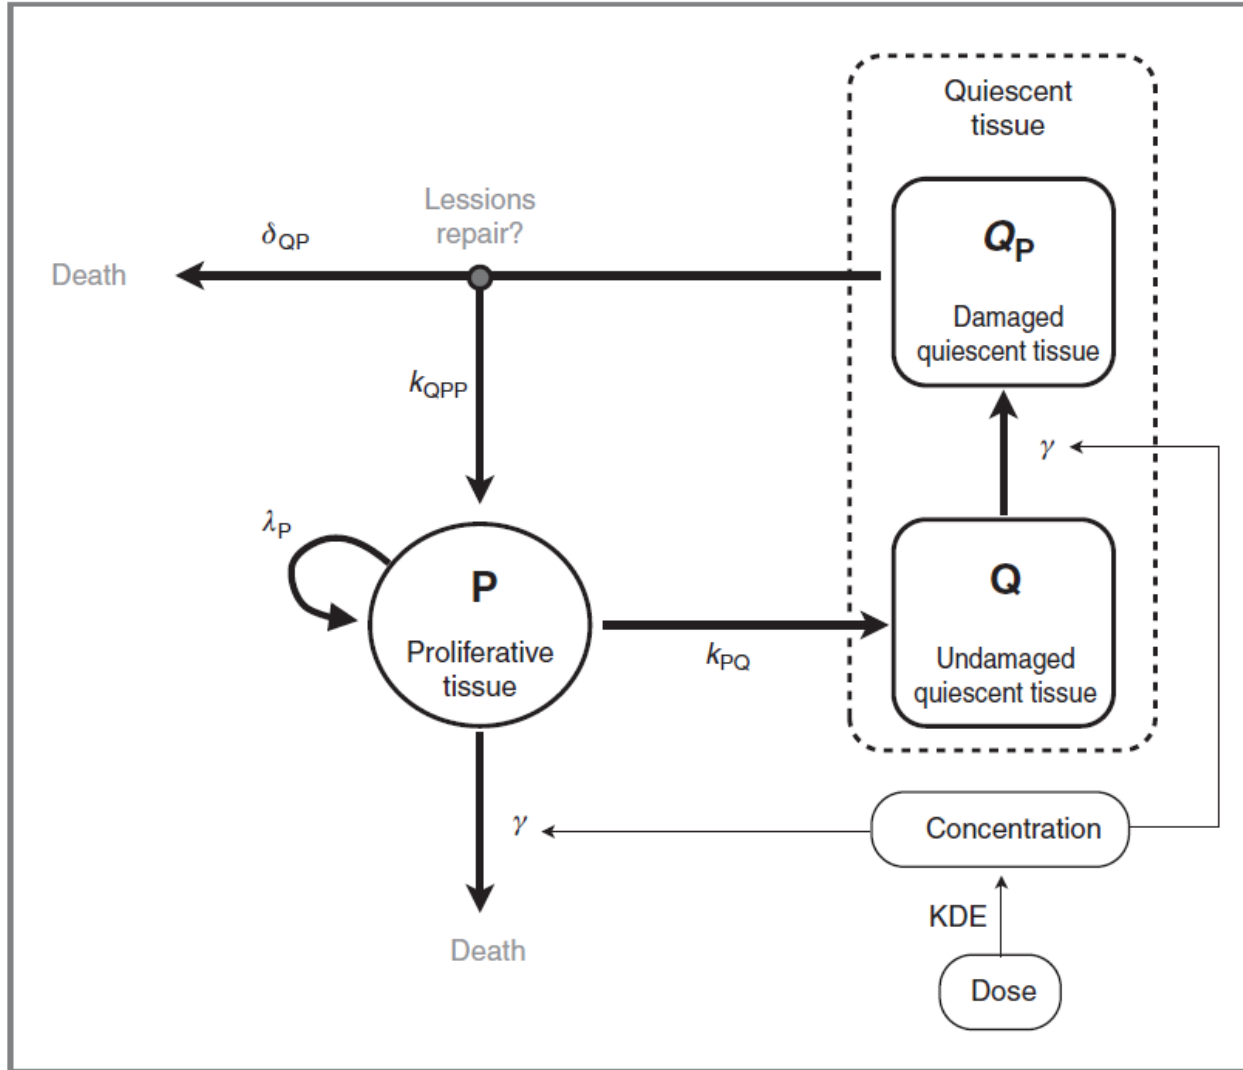 Quiescent
tissue
Lessions
repair?
δQP
Death
QP
Damaged
quiescent tissue
kQPP
γ
λP
P
Proliferative
tissue
kPQ
Q
Undamaged
quiescent tissue
γ
Concentration
KDE
Death
Dose